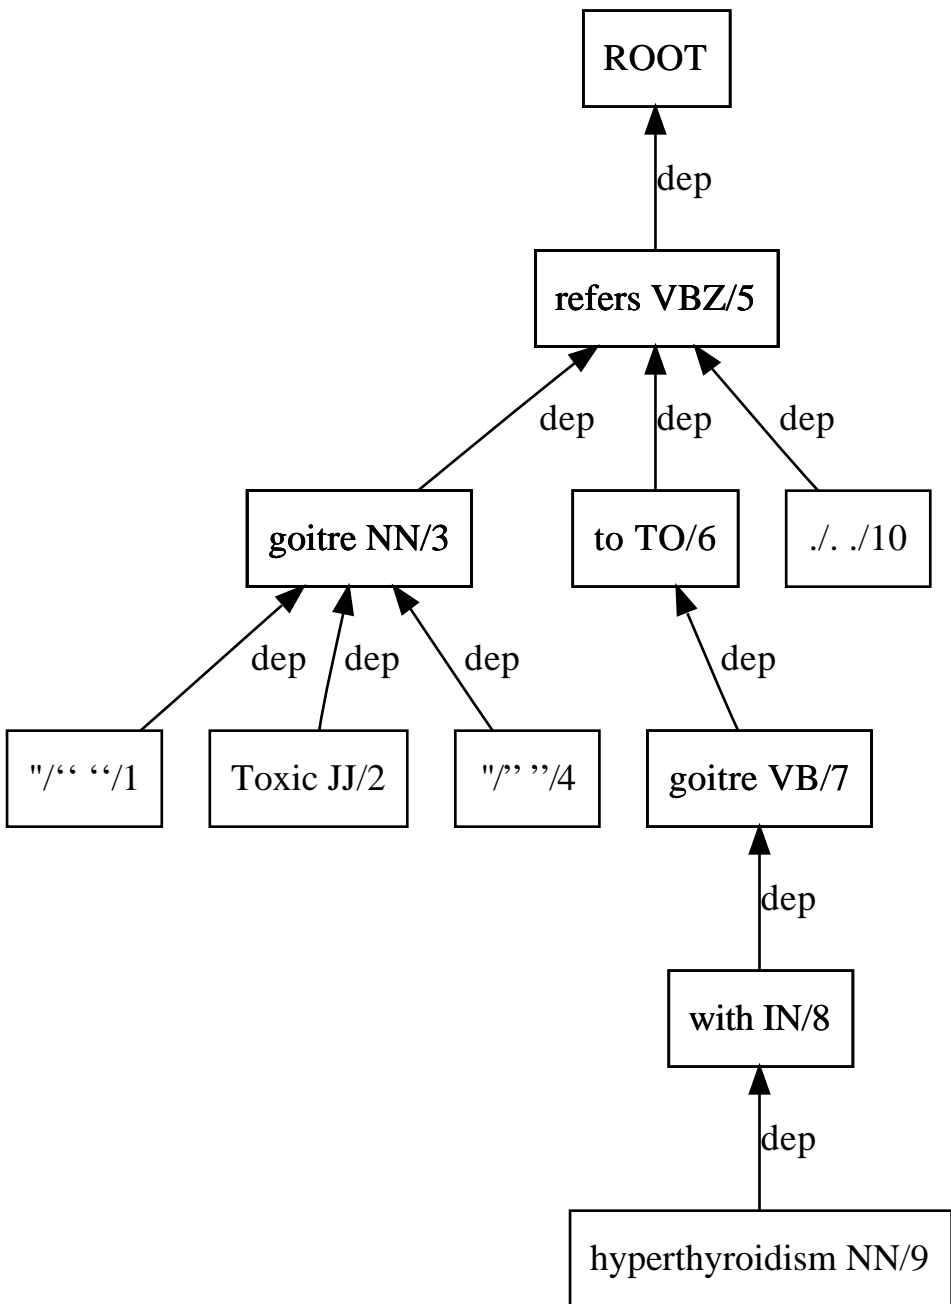 ROOT
dep
refers VBZ/5
dep dep dep
goitre NN/3 to TO/6 ./. ./10
dep dep dep dep
"/“ “/1 Toxic JJ/2 "/” ”/4 goitre VB/7
dep
with IN/8
dep
hyperthyroidism NN/9